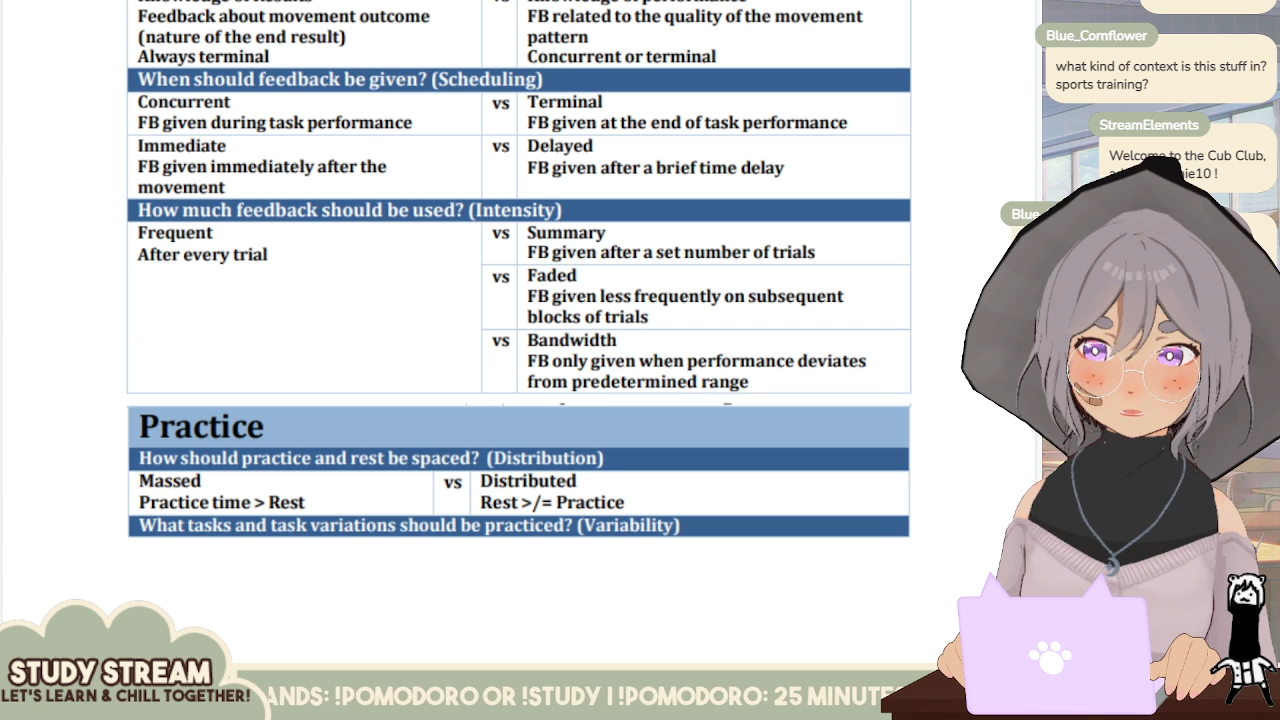 Feedback about movement outcome
(nature of the end result)
Always terminal
FB related to the quality of the movement
pattern
Concurrent or terminal
When should feedback be given? (Scheduling)
Concurrent
FB given during task performance
vs
Terminal
FB given at the end of task performance
Immediate
FB given immediately after the
movement
vs
Delayed
FB given after a brief time delay
How much feedback should be used? (Intensity)
Frequent
After every trial
vs
Summary
FB given after a set number of trials
vs
Faded
FB given less frequently on subsequent
blocks of trials
vs
Bandwidth
FB only given when performance deviates
from predetermined range
Practice
How should practice and rest be spaced? (Distribution)
Massed
Practice time > Rest
vs
Distributed
Rest >/= Practice
What tasks and task variations should be practiced? (Variability)
Blue_Cornflower
what kind of context is this stuff in?
sports training?
StreamElements
Welcome to the Cub Club,
Blue
STUDY STREAM
LET'S LEARN & CHILL TOGETHER!
ANDS: !POMODORO OR !STUDY | !POMODORO: 25 MINUTE